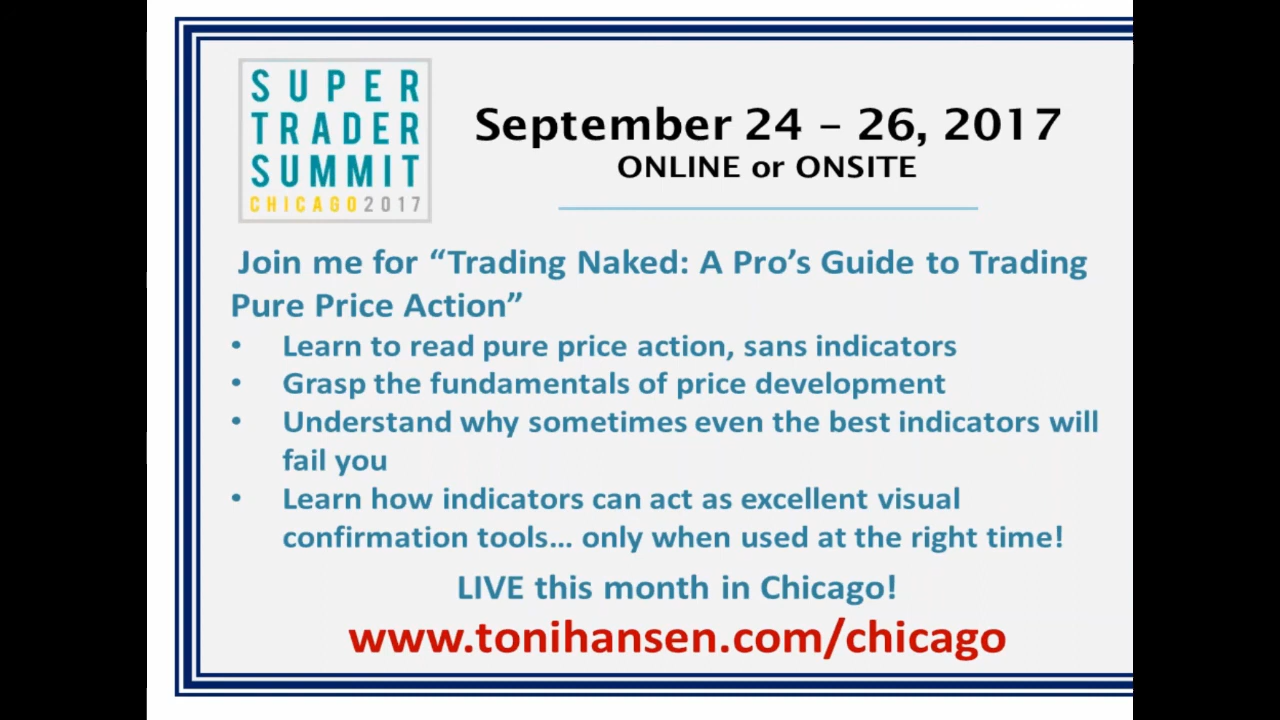 SUPER
TRADER
SUMMIT
CHICAGO2017
September 24 – 26, 2017
ONLINE or ONSITE
Join me for “Trading Naked: A Pro’s Guide to Trading
Pure Price Action”
• Learn to read pure price action, sans indicators
• Grasp the fundamentals of price development
• Understand why sometimes even the best indicators will
fail you
• Learn how indicators can act as excellent visual
confirmation tools… only when used at the right time!
LIVE this month in Chicago!
www.tonihansen.com/chicago